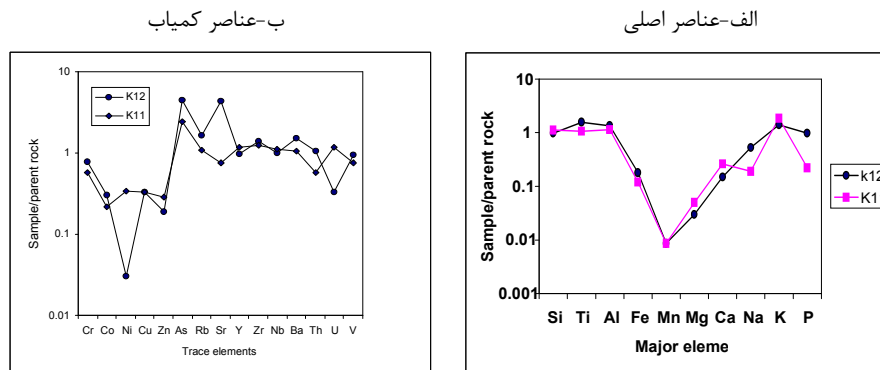 الف-عناصر اصلی
ب-عناصر کمیاب
10
1
0.1
0.01
0.001
Sample/parent rock
Si Ti Al Fe Mn Mg Ca Na K P
Major eleme
k12
K1
10
1
0.1
0.01
Sample/parent rock
K12
K11
Cr Co Ni Cu Zn As Rb Sr Y Zr Nb Ba Th U V
Trace elements